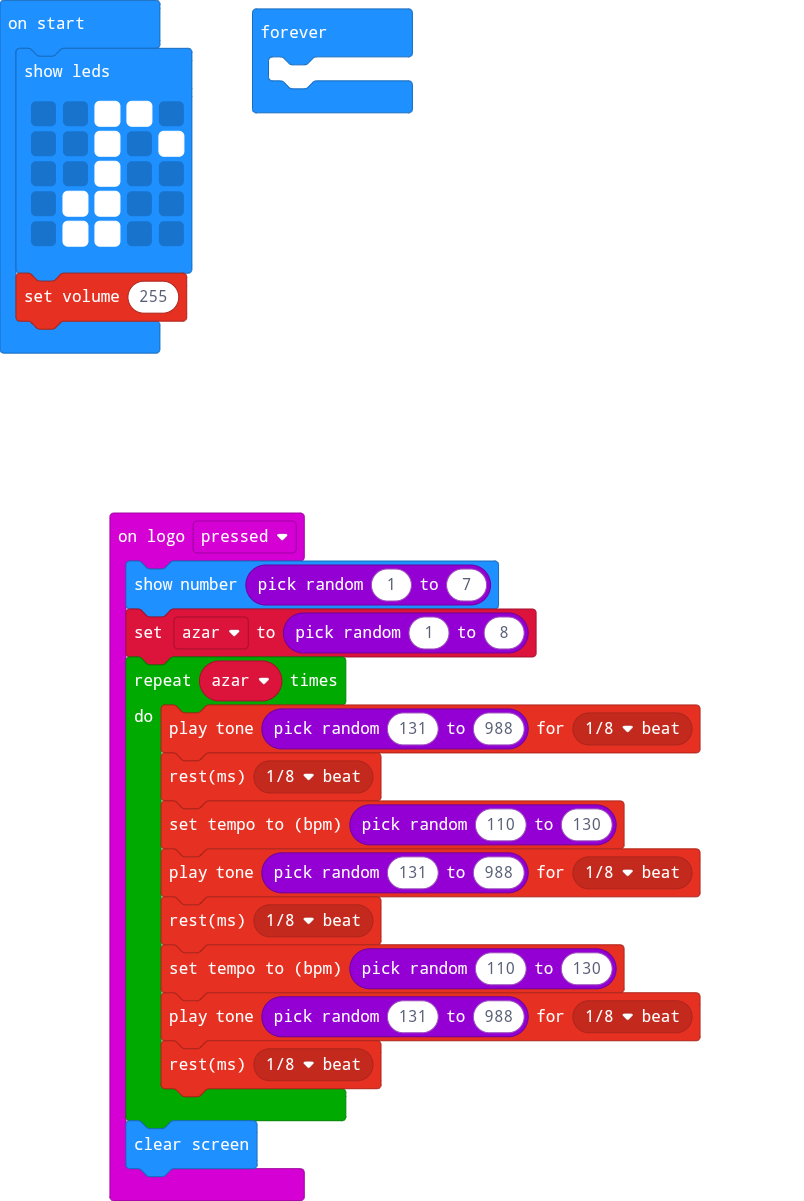 on start
show leds
set volume 255
forever
on logo pressed
show number pick random 1 to 7
set azar to pick random 1 to 8
repeat azar times
do
play tone pick random 131 to 988 for 1/8 beat
rest(ms) 1/8 beat
set tempo to (bpm) pick random 110 to 130
play tone pick random 131 to 988 for 1/8 beat
rest(ms) 1/8 beat
set tempo to (bpm) pick random 110 to 130
play tone pick random 131 to 988 for 1/8 beat
rest(ms) 1/8 beat
clear screen